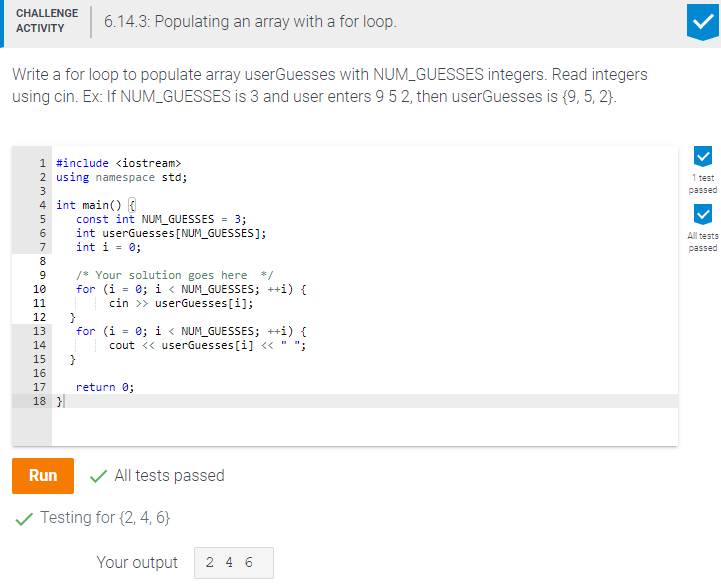 CHALLENGE
ACTIVITY
6.14.3: Populating an array with a for loop.
Write a for loop to populate array userGuesses with NUM_GUESSES integers. Read integers
using cin. Ex: If NUM_GUESSES is 3 and user enters 9 5 2, then userGuesses is {9, 5, 2}.
1 #include <iostream>
2 using namespace std;
3
4 int main() {
5    const int NUM_GUESSES = 3;
6    int userGuesses[NUM_GUESSES];
7    int i = 0;
8
9    /* Your solution goes here  */
10    for (i = 0; i < NUM_GUESSES; ++i) {
11         cin >> userGuesses[i];
12   }
13    for (i = 0; i < NUM_GUESSES; ++i) {
14         cout << userGuesses[i] << " ";
15   }
16
17    return 0;
18 }
1 test
passed
All tests
passed
Run
All tests passed
Testing for {2, 4, 6}
Your output
2 4 6